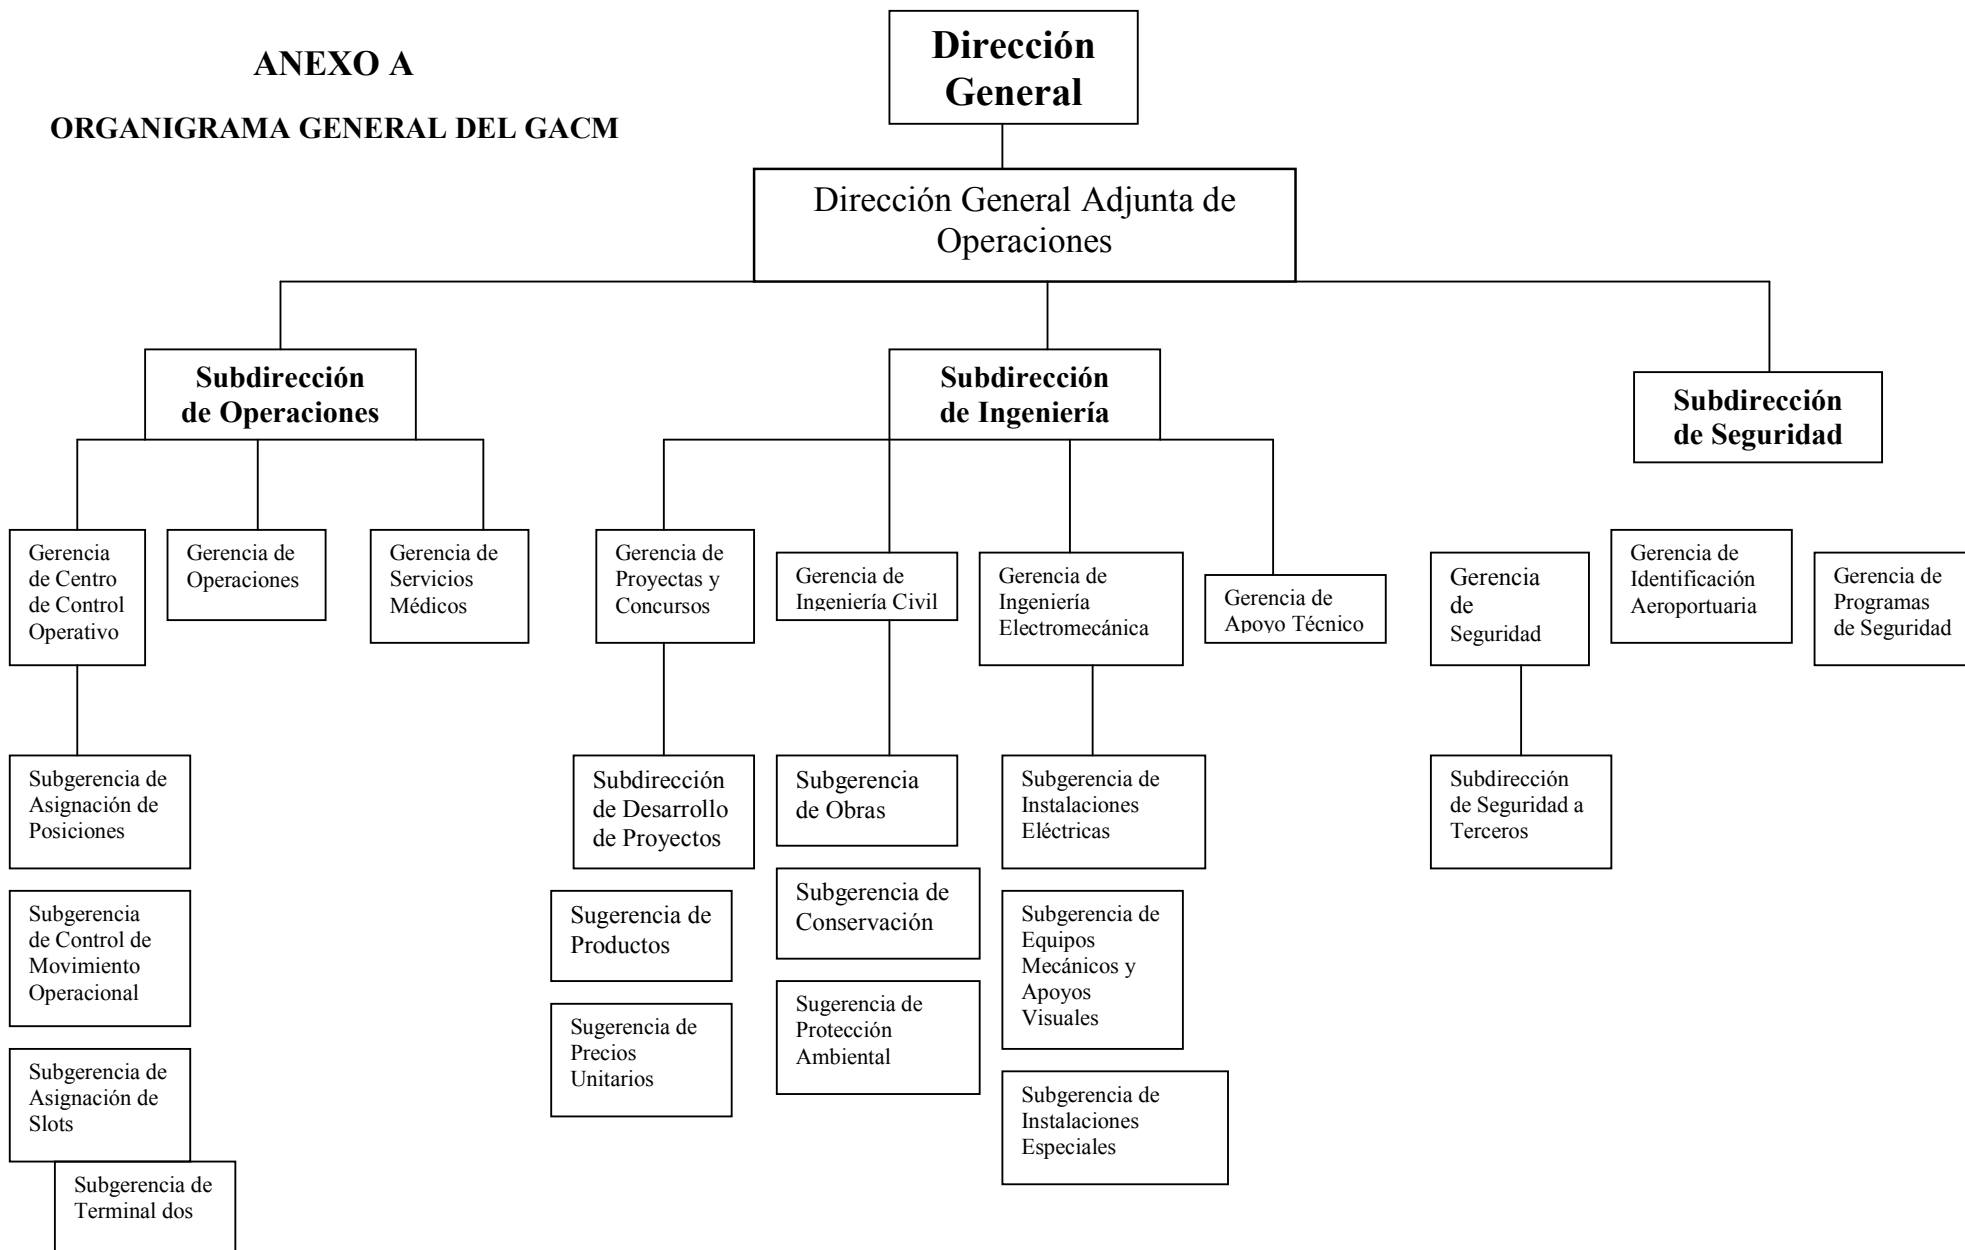 ANEXO A
ORGANIGRAMA GENERAL DEL GACM
Dirección
General
Dirección General Adjunta de
Operaciones
Subdirección
de Operaciones
Subdirección
de Ingeniería
Subdirección
de Seguridad
Gerencia
de Centro
de Control
Operativo
Gerencia de
Operaciones
Gerencia de
Servicios
Médicos
Gerencia de
Proyectas y
Concursos
Gerencia de
Ingeniería Civil
Gerencia de
Ingeniería
Electromecánica
Gerencia de
Apoyo Técnico
Gerencia
de
Seguridad
Gerencia de
Identificación
Aeroportuaria
Gerencia de
Programas
de Seguridad
Subgerencia de
Asignación de
Posiciones
Subdirección
de Desarrollo
de Proyectos
Subgerencia
de Obras
Subgerencia de
Instalaciones
Eléctricas
Subdirección
de Seguridad a
Terceros
Subgerencia
de Control de
Movimiento
Operacional
Sugerencia de
Productos
Subgerencia de
Conservación
Subgerencia de
Equipos
Mecánicos y
Apoyos
Visuales
Sugerencia de
Precios
Unitarios
Sugerencia de
Protección
Ambiental
Subgerencia de
Asignación de
Slots
Subgerencia de
Instalaciones
Especiales
Subgerencia de
Terminal dos